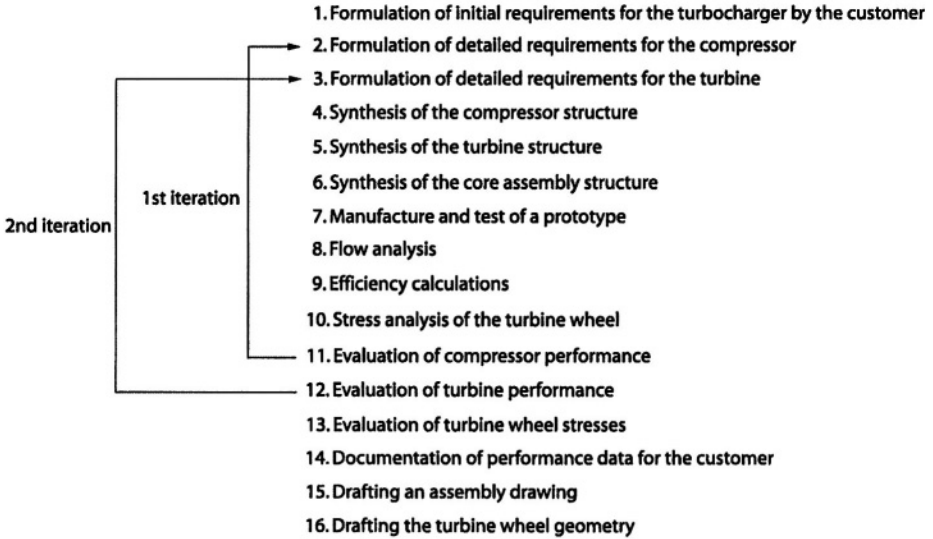 1. Formulation of initial requirements for the turbocharger by the customer
2. Formulation of detailed requirements for the compressor
3. Formulation of detailed requirements for the turbine
4. Synthesis of the compressor structure
5. Synthesis of the turbine structure
6. Synthesis of the core assembly structure
1st iteration
7. Manufacture and test of a prototype
2nd iteration
8. Flow analysis
9. Efficiency calculations
10. Stress analysis of the turbine wheel
11. Evaluation of compressor performance
12. Evaluation of turbine performance
13. Evaluation of turbine wheel stresses
14. Documentation of performance data for the customer
15. Drafting an assembly drawing
16. Drafting the turbine wheel geometry